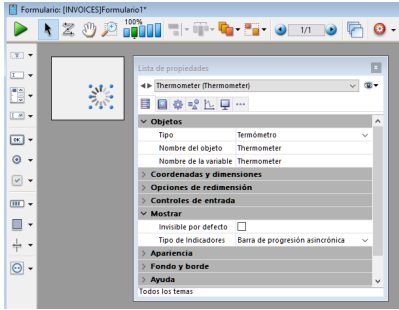 Formulario: [INVOICES]Formulario1*
100%
1/1
Lista de propiedades
Thermometer (Thermometer)
Objetos
Tipo Termómetro
Nombre del objeto Thermometer
Nombre de la variable Thermometer
Coordenadas y dimensiones
Opciones de redimensión
Controles de entrada
Mostrar
Invisible por defecto
Tipo de Indicadores Barra de progresión asincrónica
Apariencia
Fondo y borde
Ayuda
Todos los temas
OK